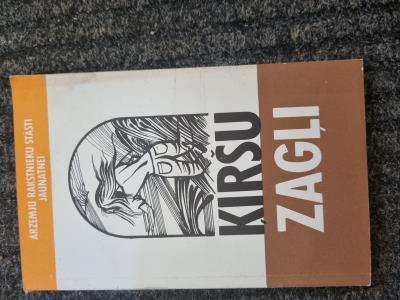 ĀRZEMJU RAKSTNIEKU STĀSTI
JAUNATNEI
ĶIRŠU
ZAGĻI